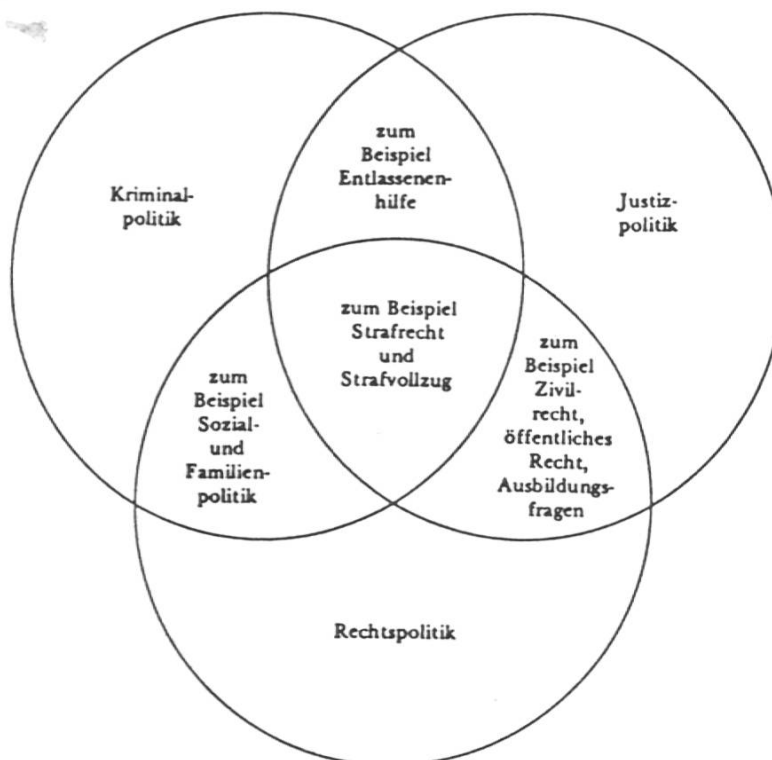 zum
Beispiel
Entlassenen-
hilfe
Kriminal-
politik
Justiz-
politik
zum Beispiel
Strafrecht
und
Strafvollzug
zum
Beispiel
Sozial-
und
Familien-
politik
zum
Beispiel
Zivil-
recht,
öffentliches
Recht,
Ausbildungs-
fragen
Rechtspolitik